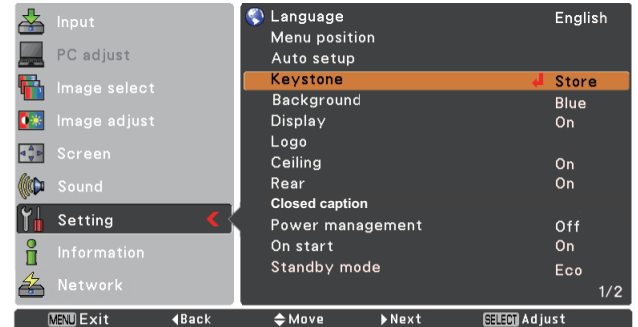 Input
PC adjust
Image select
Image adjust
Screen
Sound
Setting
Information
Network
Language English
Menu position
Auto setup
Keystone Store
Background Blue
Display On
Logo
Ceiling On
Rear On
Closed caption
Power management Off
On start On
Standby mode Eco
1/2
MENU Exit Back Move Next SELECT Adjust